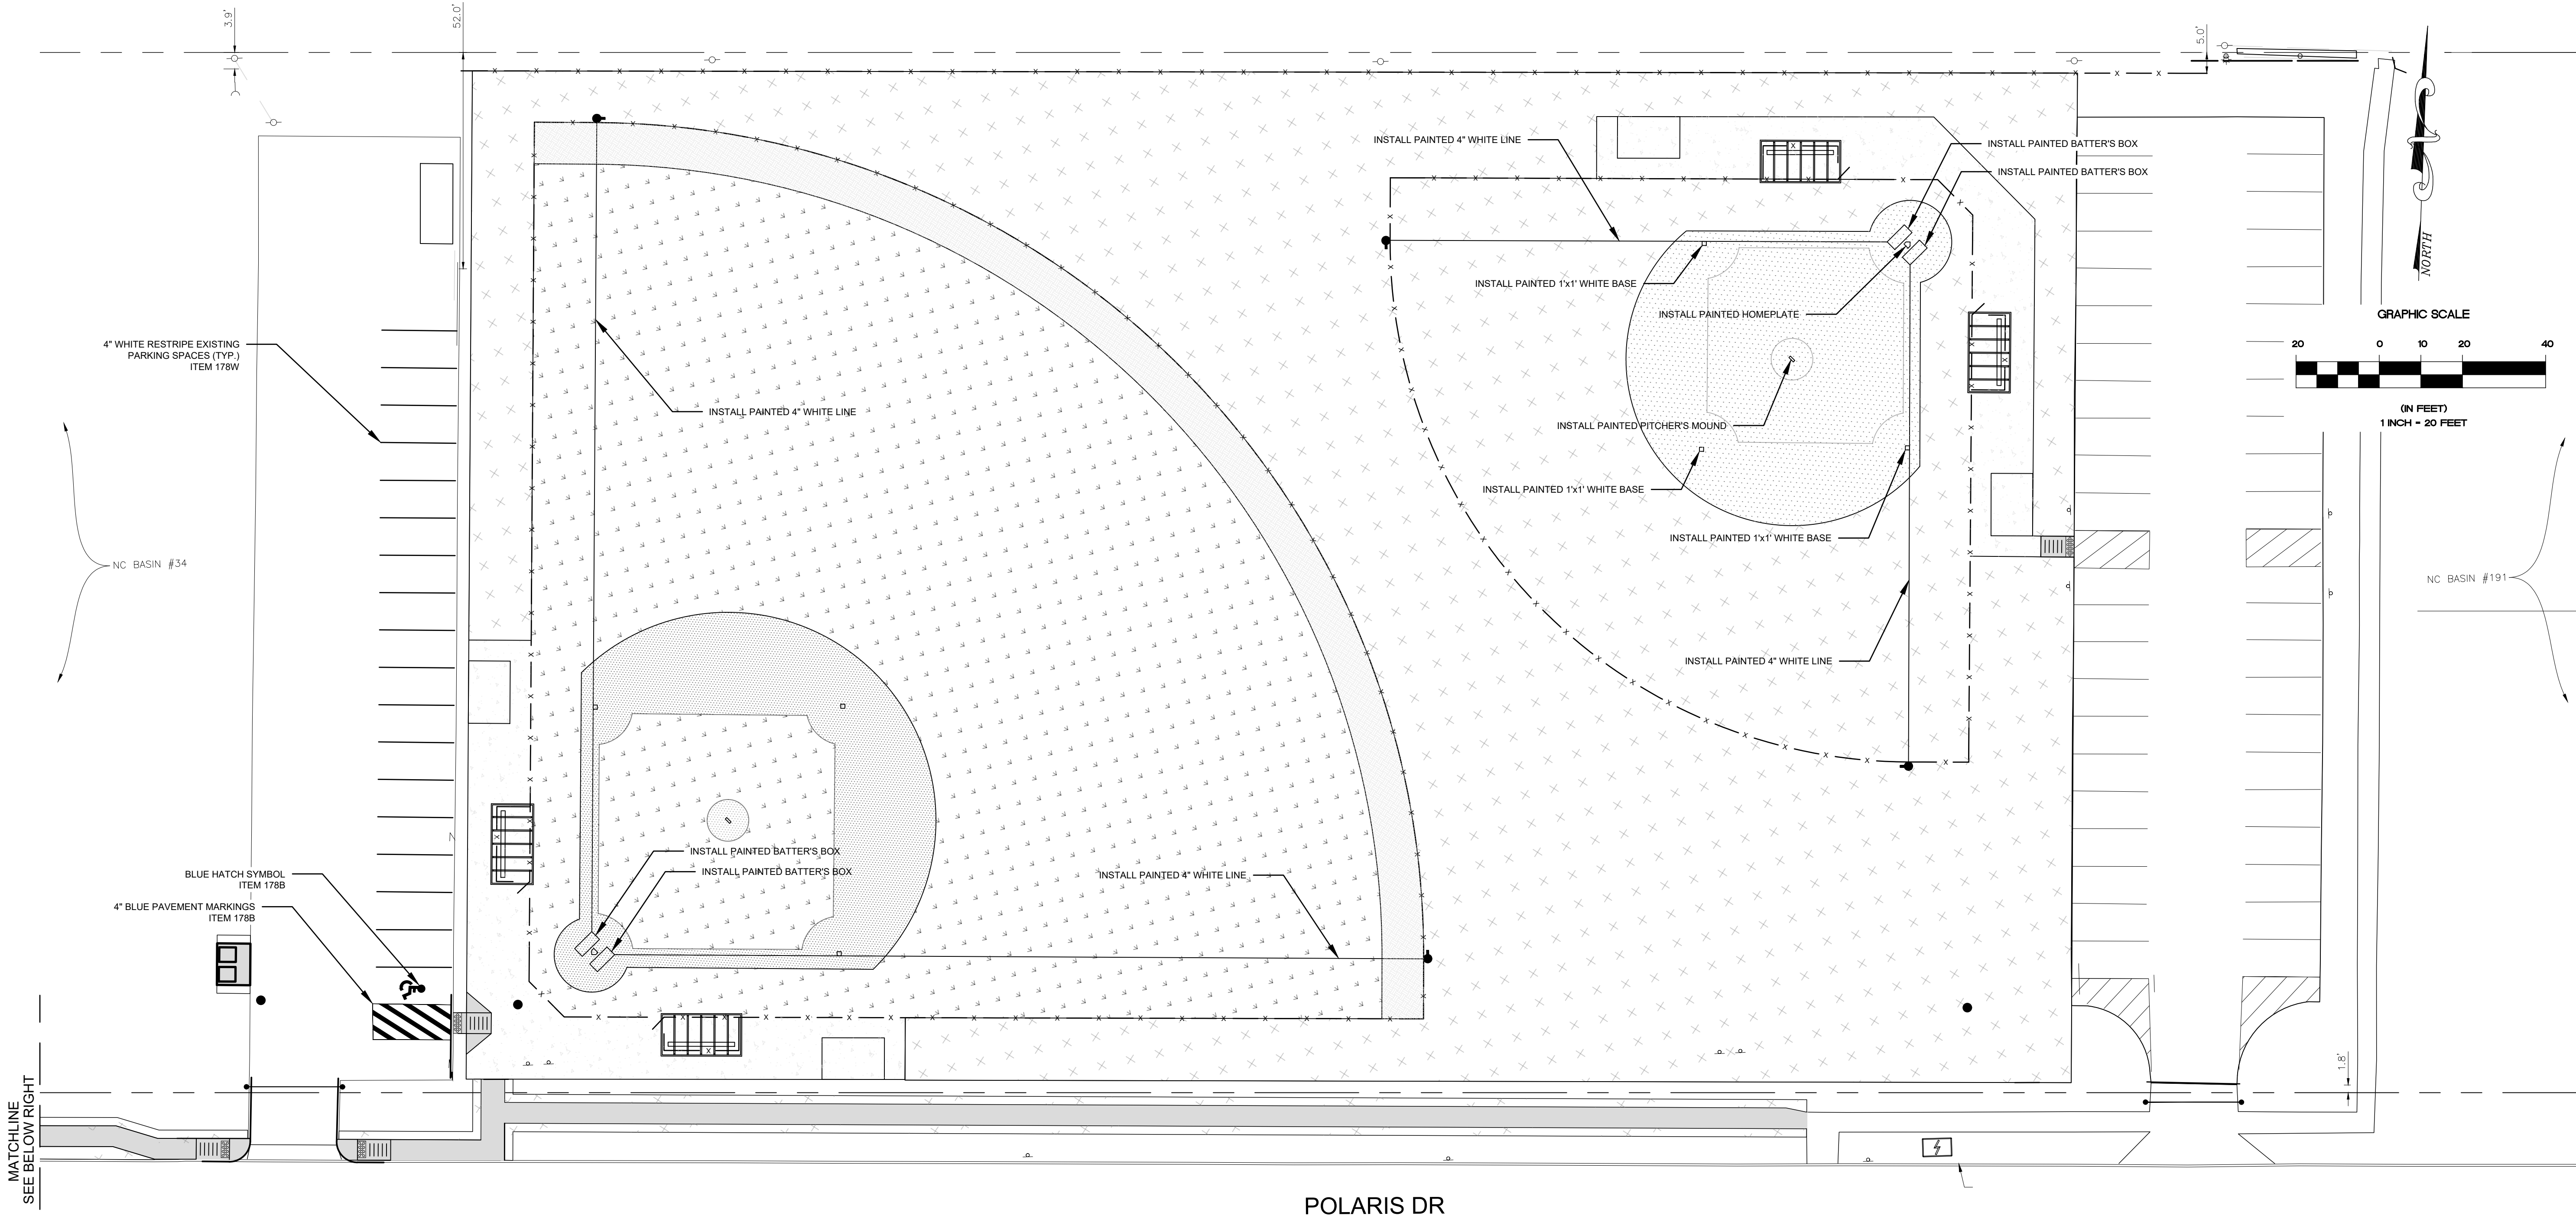 3.9'
52.0'
5.0'
INSTALL PAINTED 4" WHITE LINE
INSTALL PAINTED BATTER'S BOX
INSTALL PAINTED BATTER'S BOX
NORTH
INSTALL PAINTED 1'x1' WHITE BASE
INSTALL PAINTED HOMEPLATE
GRAPHIC SCALE
20 0 10 20 40
(IN FEET)
1 INCH = 20 FEET
4" WHITE RESTRIPE EXISTING
PARKING SPACES (TYP.)
ITEM 178W
INSTALL PAINTED 4" WHITE LINE
INSTALL PAINTED PITCHER'S MOUND
INSTALL PAINTED 1'x1' WHITE BASE
INSTALL PAINTED 1'x1' WHITE BASE
NC BASIN #34
NC BASIN #191
INSTALL PAINTED 4" WHITE LINE
INSTALL PAINTED BATTER'S BOX
INSTALL PAINTED BATTER'S BOX
INSTALL PAINTED 4" WHITE LINE
BLUE HATCH SYMBOL
ITEM 178B
4" BLUE PAVEMENT MARKINGS
ITEM 178B
1.8'
MATCHLINE
SEE BELOW RIGHT
POLARIS DR